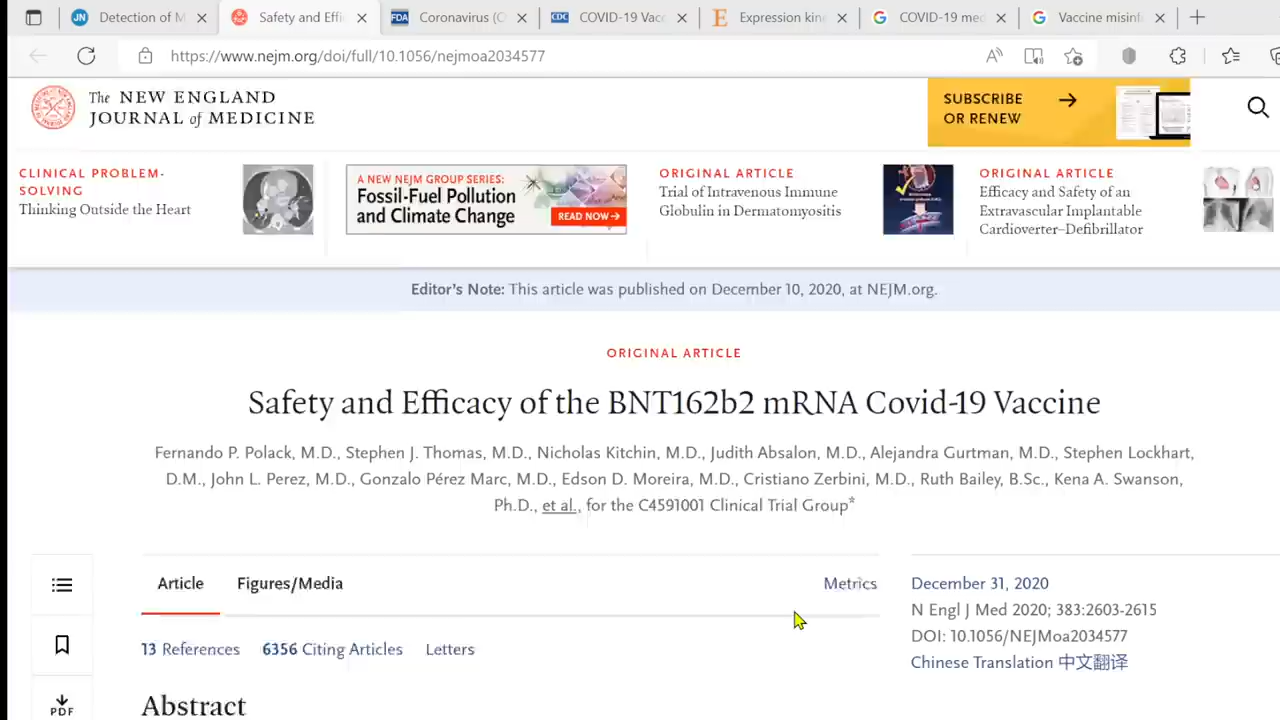 Detection of M
Safety and Effi
FDA
Coronavirus (C
CDC
COVID-19 Vacc
Expression kin
COVID-19 med
Vaccine misinf
https://www.nejm.org/doi/full/10.1056/nejmoa2034577
The NEW ENGLAND
JOURNAL of MEDICINE
SUBSCRIBE
OR RENEW
CLINICAL PROBLEM-
SOLVING
Thinking Outside the Heart
A NEW NEJM GROUP SERIES:
Fossil-Fuel Pollution
and Climate Change
READ NOW
ORIGINAL ARTICLE
Trial of Intravenous Immune
Globulin in Dermatomyositis
ORIGINAL ARTICLE
Efficacy and Safety of an
Extravascular Implantable
Cardioverter–Defibrillator
Editor's Note: This article was published on December 10, 2020, at NEJM.org.
ORIGINAL ARTICLE
Safety and Efficacy of the BNT162b2 mRNA Covid-19 Vaccine
Fernando P. Polack, M.D., Stephen J. Thomas, M.D., Nicholas Kitchin, M.D., Judith Absalon, M.D., Alejandra Gurtman, M.D., Stephen Lockhart,
D.M., John L. Perez, M.D., Gonzalo Pérez Marc, M.D., Edson D. Moreira, M.D., Cristiano Zerbini, M.D., Ruth Bailey, B.Sc., Kena A. Swanson,
Ph.D., et al., for the C4591001 Clinical Trial Group*
Article
Figures/Media
Metrics
13 References
6356 Citing Articles
Letters
Abstract
PDF
December 31, 2020
N Engl J Med 2020; 383:2603-2615
DOI: 10.1056/NEJMoa2034577
Chinese Translation 中文翻译